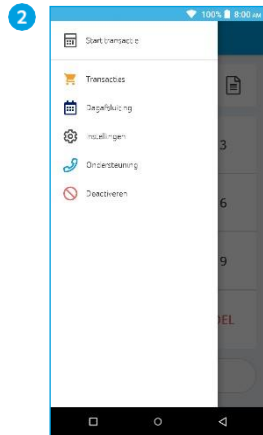 2
100% 8:00 AM
Start transactie
Transacties
Dagafsluiting
Instellingen
3
Ondersteuning
6
Deactiveren
9
DEL